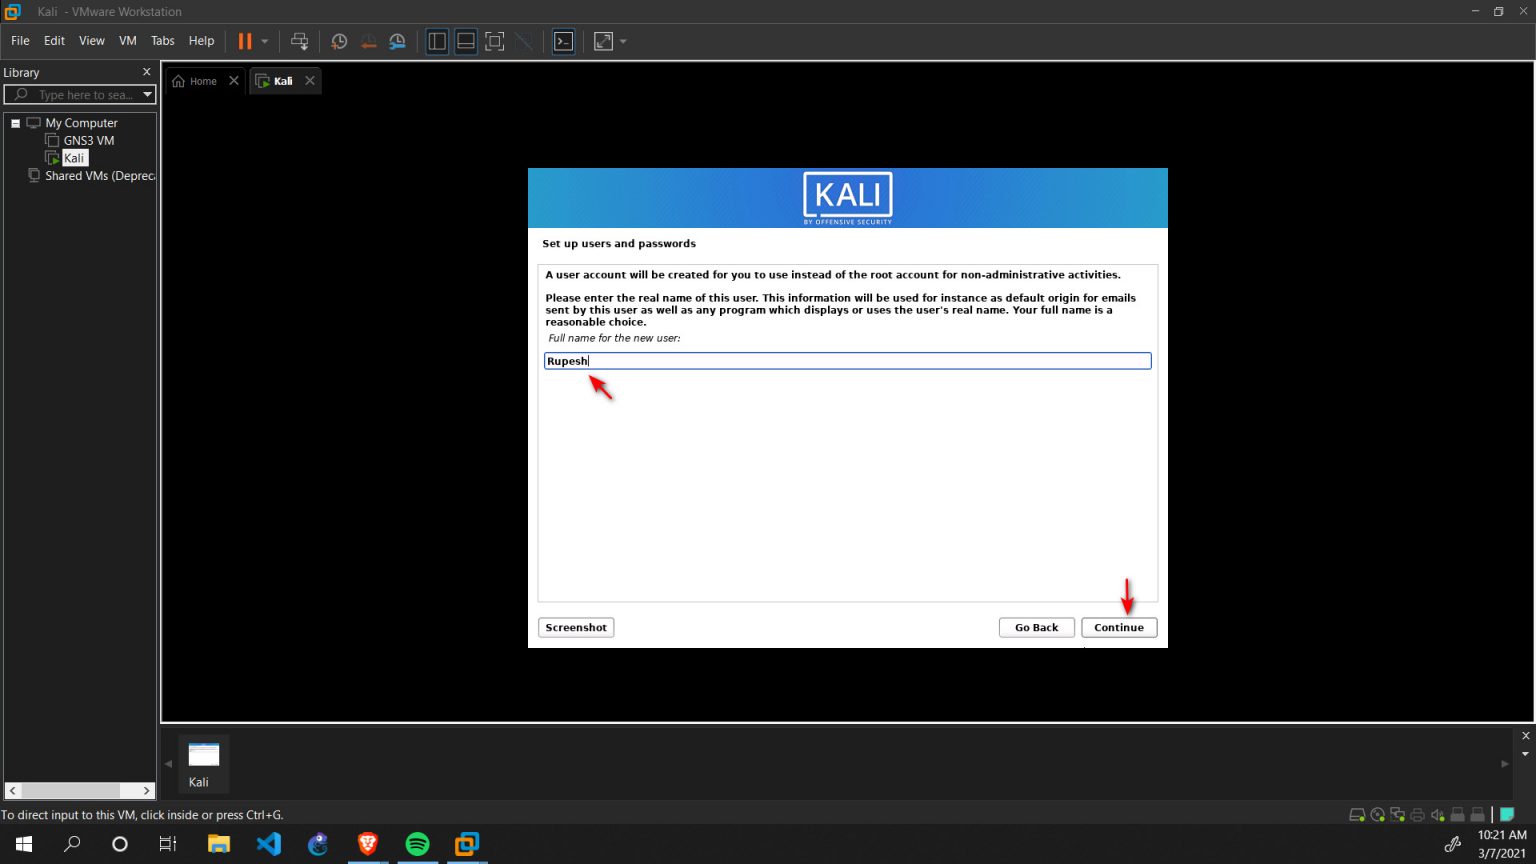 Kali - VMware Workstation
File Edit View VM Tabs Help
Library
Type here to sea...
Home
Kali
My Computer
GNS3 VM
Kali
Shared VMs (Depreca
KALI
BY OFFENSIVE SECURITY
Set up users and passwords
A user account will be created for you to use instead of the root account for non-administrative activities.
Please enter the real name of this user. This information will be used for instance as default origin for emails
sent by this user as well as any program which displays or uses the user's real name. Your full name is a
reasonable choice.
Full name for the new user:
Rupesh
Screenshot
Go Back
Continue
Kali
To direct input to this VM, click inside or press Ctrl+G.
10:21 AM
3/7/2021